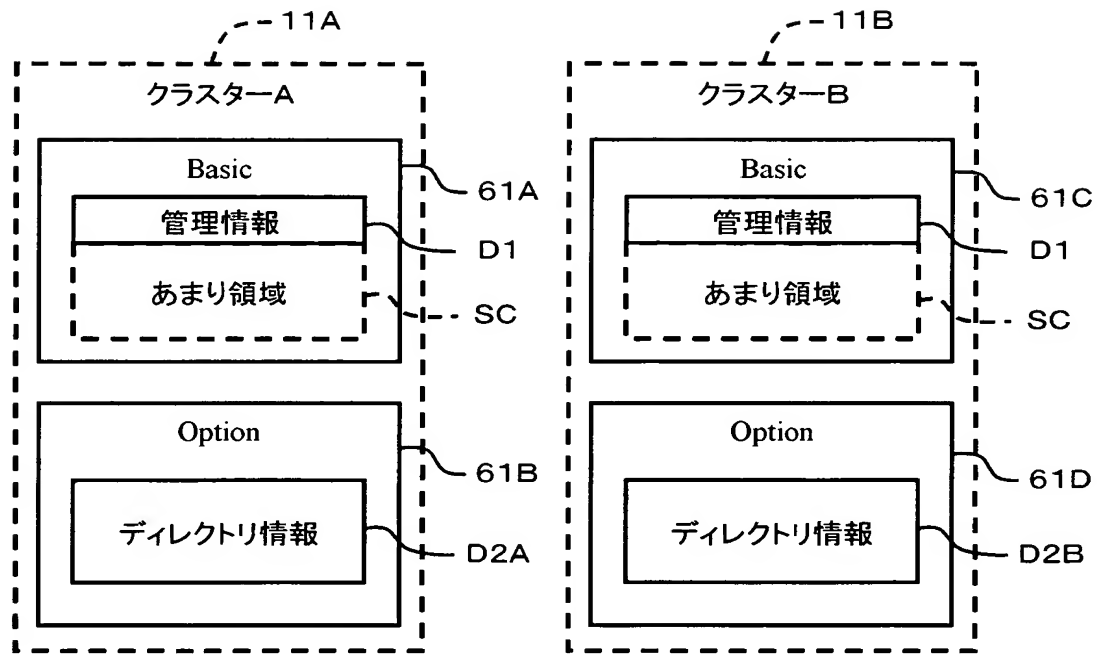 11A
11B
クラスターA
クラスターB
Basic
61A
管理情報
D1
あまり領域
SC
Basic
61C
管理情報
D1
あまり領域
SC
Option
61B
ディレクトリ情報
D2A
Option
61D
ディレクトリ情報
D2B